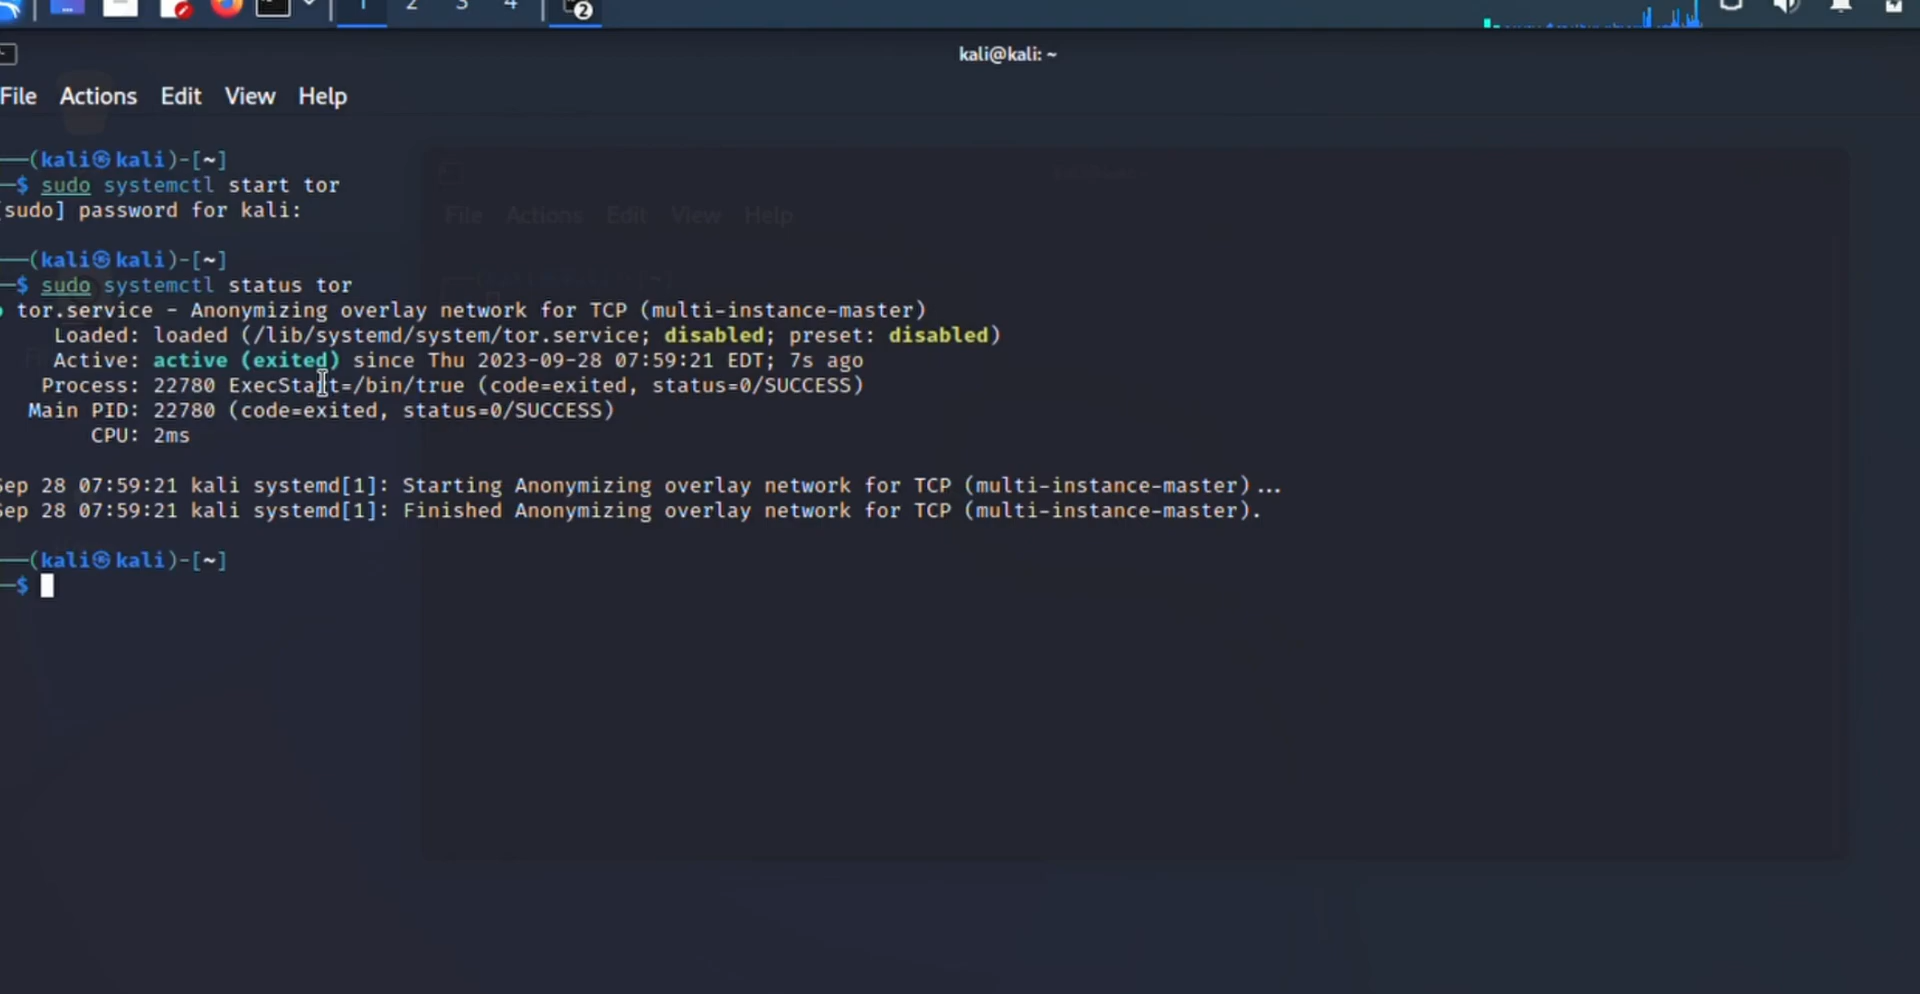 1 2 3 4 2
kali@kali: ~
File Actions Edit View Help
(kali㉿kali)-[~]
$ sudo systemctl start tor
[sudo] password for kali:
File Actions Edit View Help
(kali㉿kali)-[~]
$ sudo systemctl status tor
tor.service - Anonymizing overlay network for TCP (multi-instance-master)
Loaded: loaded (/lib/systemd/system/tor.service; disabled; preset: disabled)
Active: active (exited) since Thu 2023-09-28 07:59:21 EDT; 7s ago
Process: 22780 ExecStart=/bin/true (code=exited, status=0/SUCCESS)
Main PID: 22780 (code=exited, status=0/SUCCESS)
CPU: 2ms
Sep 28 07:59:21 kali systemd[1]: Starting Anonymizing overlay network for TCP (multi-instance-master)...
Sep 28 07:59:21 kali systemd[1]: Finished Anonymizing overlay network for TCP (multi-instance-master).
(kali㉿kali)-[~]
$